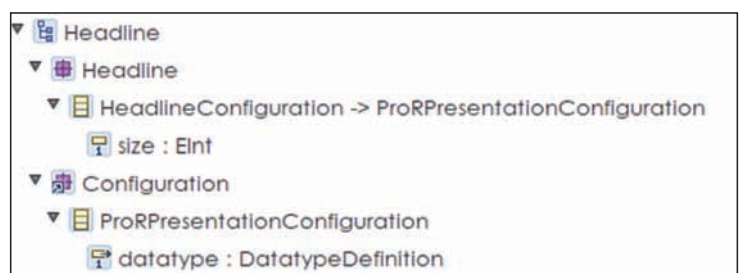 Headline
Headline
HeadlineConfiguration -> ProRPresentationConfiguration
size : EInt
Configuration
ProRPresentationConfiguration
datatype : DatatypeDefinition